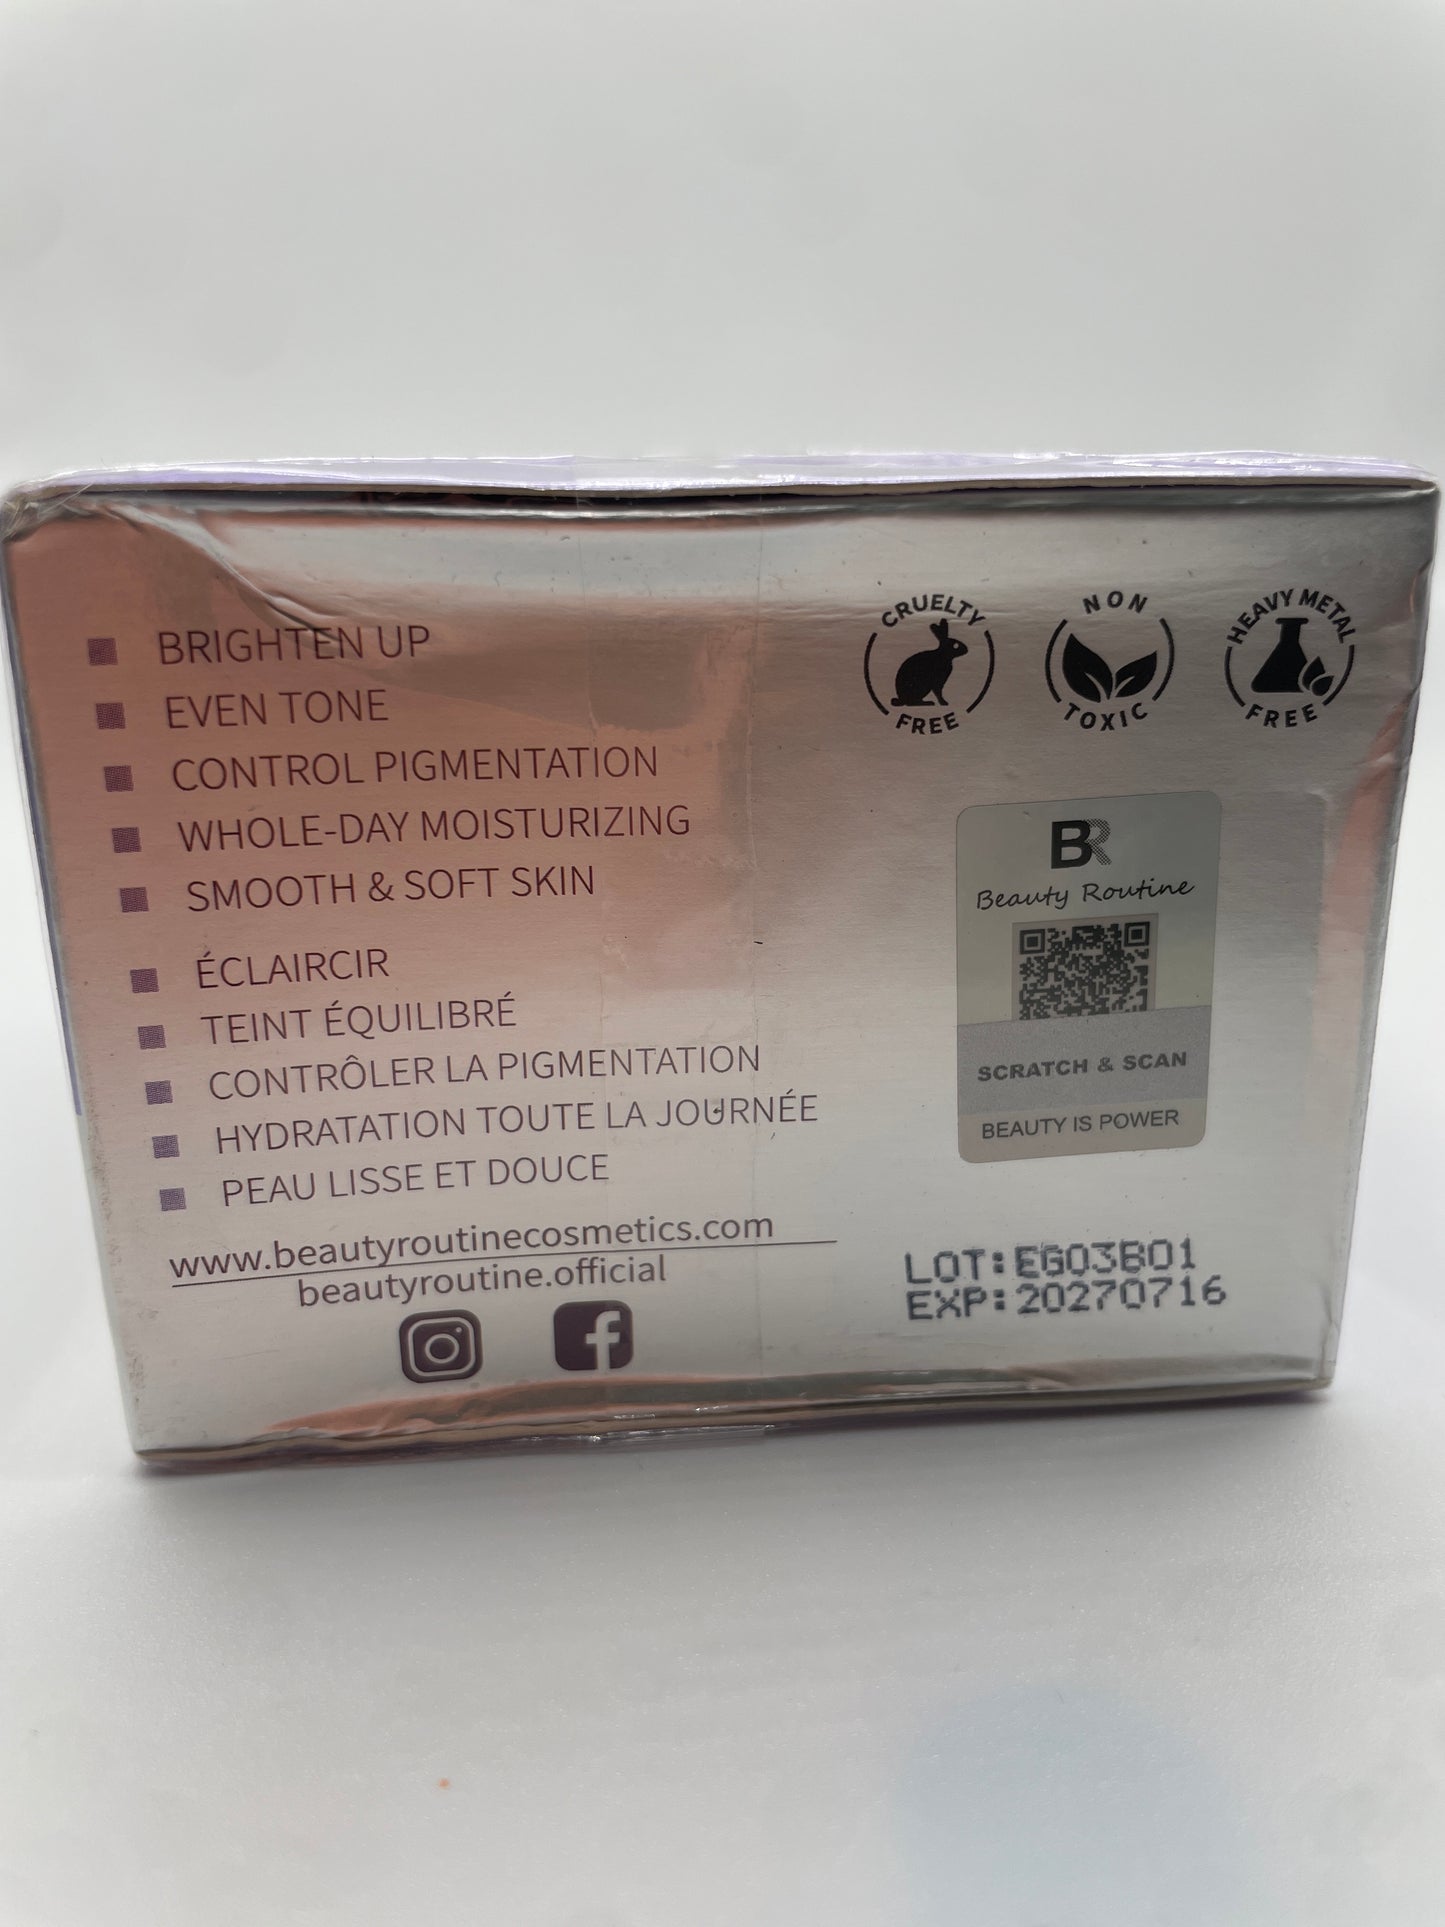 BRIGHTEN UP
EVEN TONE
CONTROL PIGMENTATION
WHOLE-DAY MOISTURIZING
SMOOTH & SOFT SKIN
ÉCLAIRCIR
TEINT ÉQUILIBRÉ
CONTRÔLER LA PIGMENTATION
HYDRATATION TOUTE LA JOURNÉE
PEAU LISSE ET DOUCE
www.beautyroutinecosmetics.com
beautyroutine.official
CRUELTY
FREE
NON
TOXIC
HEAVY METAL
FREE
BR
Beauty Routine
SCRATCH & SCAN
BEAUTY IS POWER
LOT:EG03B01
EXP:20270716